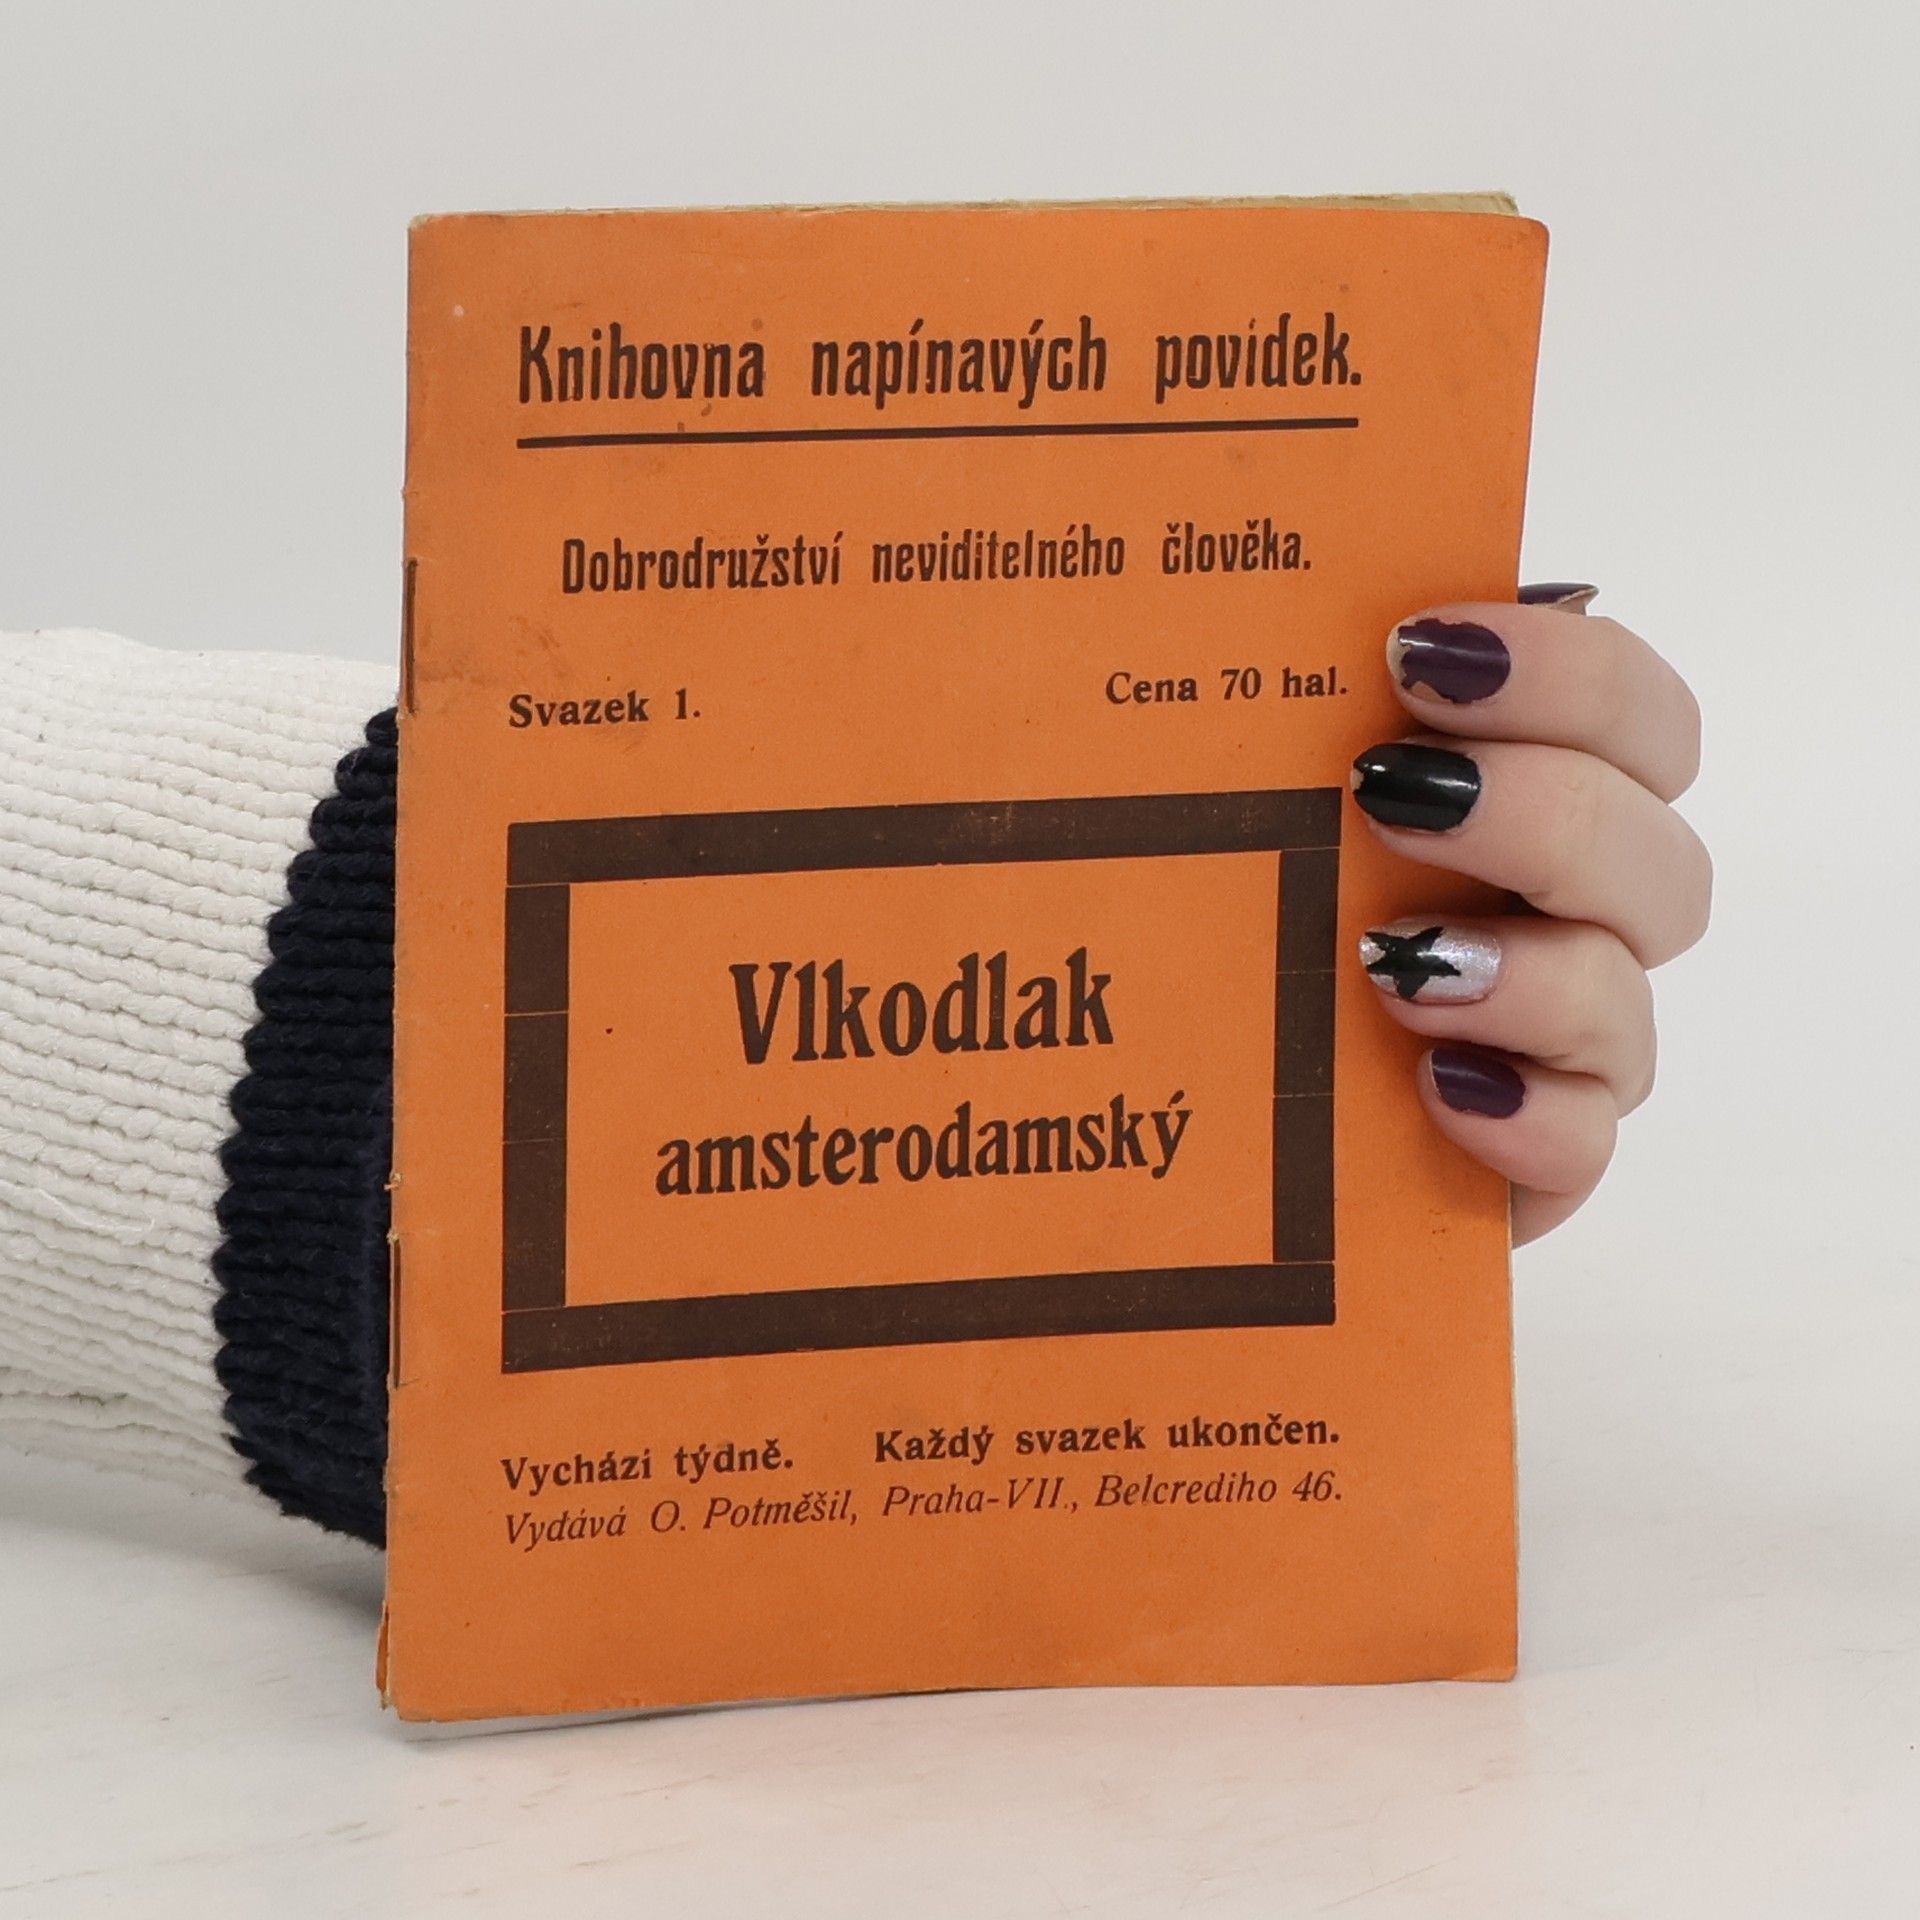 Knihovna napínavých povídek.
Dobrodružství neviditelného člověka.
Svazek 1. Cena 70 hal.
Vlkodlak
amsterodamský
Vychází týdně. Každý svazek ukončen.
Vydává O. Potměšil, Praha-VII., Belcrediho 46.